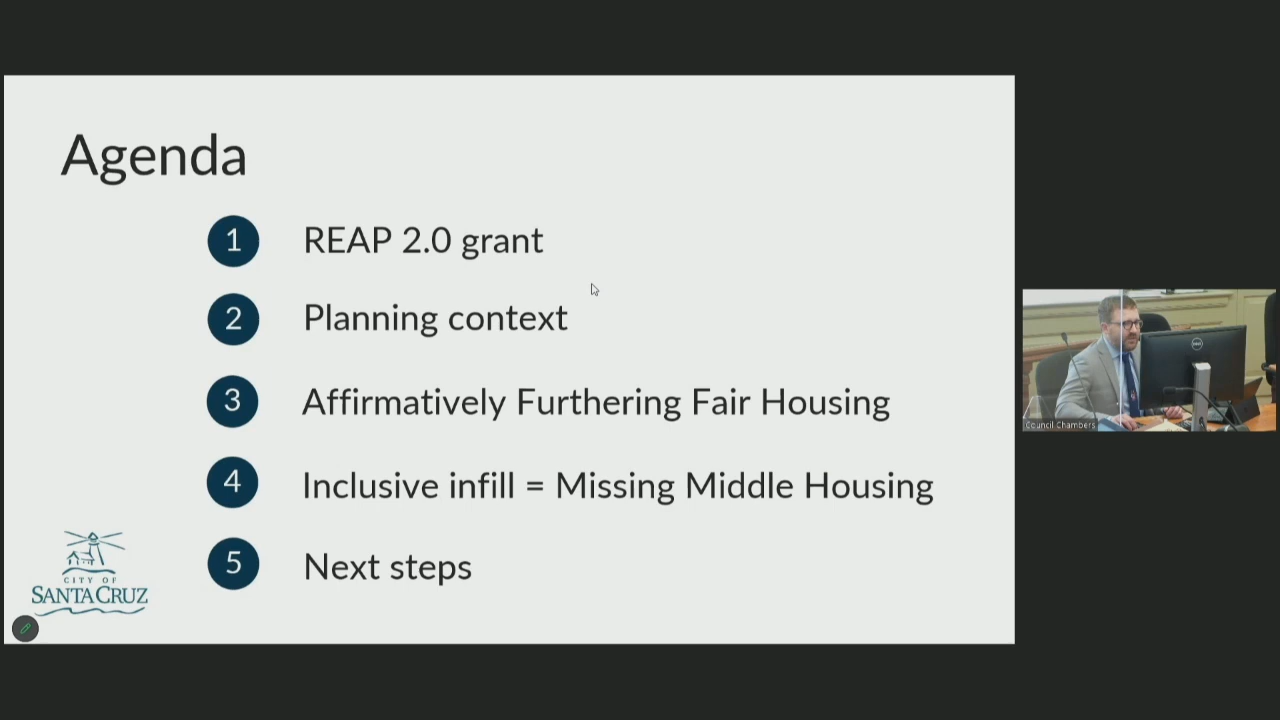 Agenda
1 REAP 2.0 grant
2 Planning context
3 Affirmatively Furthering Fair Housing
4 Inclusive infill = Missing Middle Housing
5 Next steps
CITY OF
SANTA CRUZ
DELL
Council Chambers